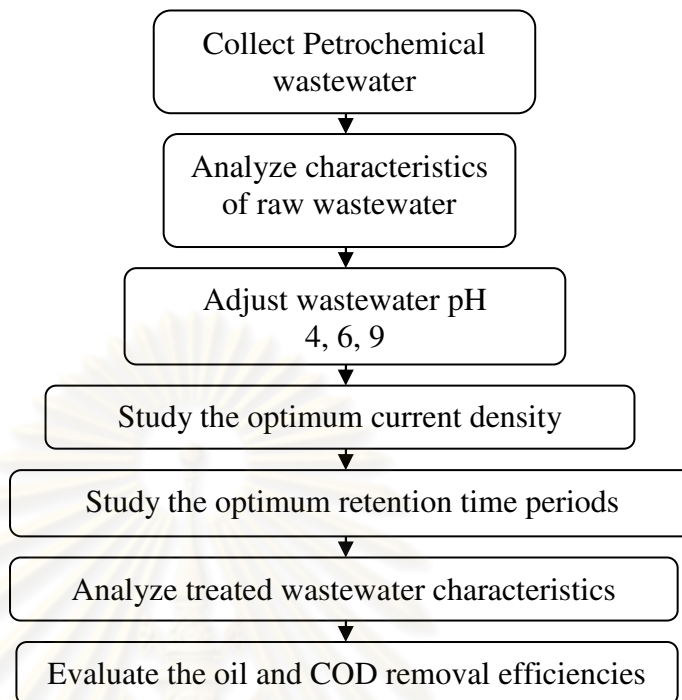 Collect Petrochemical
wastewater
Analyze characteristics
of raw wastewater
Adjust wastewater pH
4, 6, 9
Study the optimum current density
Study the optimum retention time periods
Analyze treated wastewater characteristics
Evaluate the oil and COD removal efficiencies